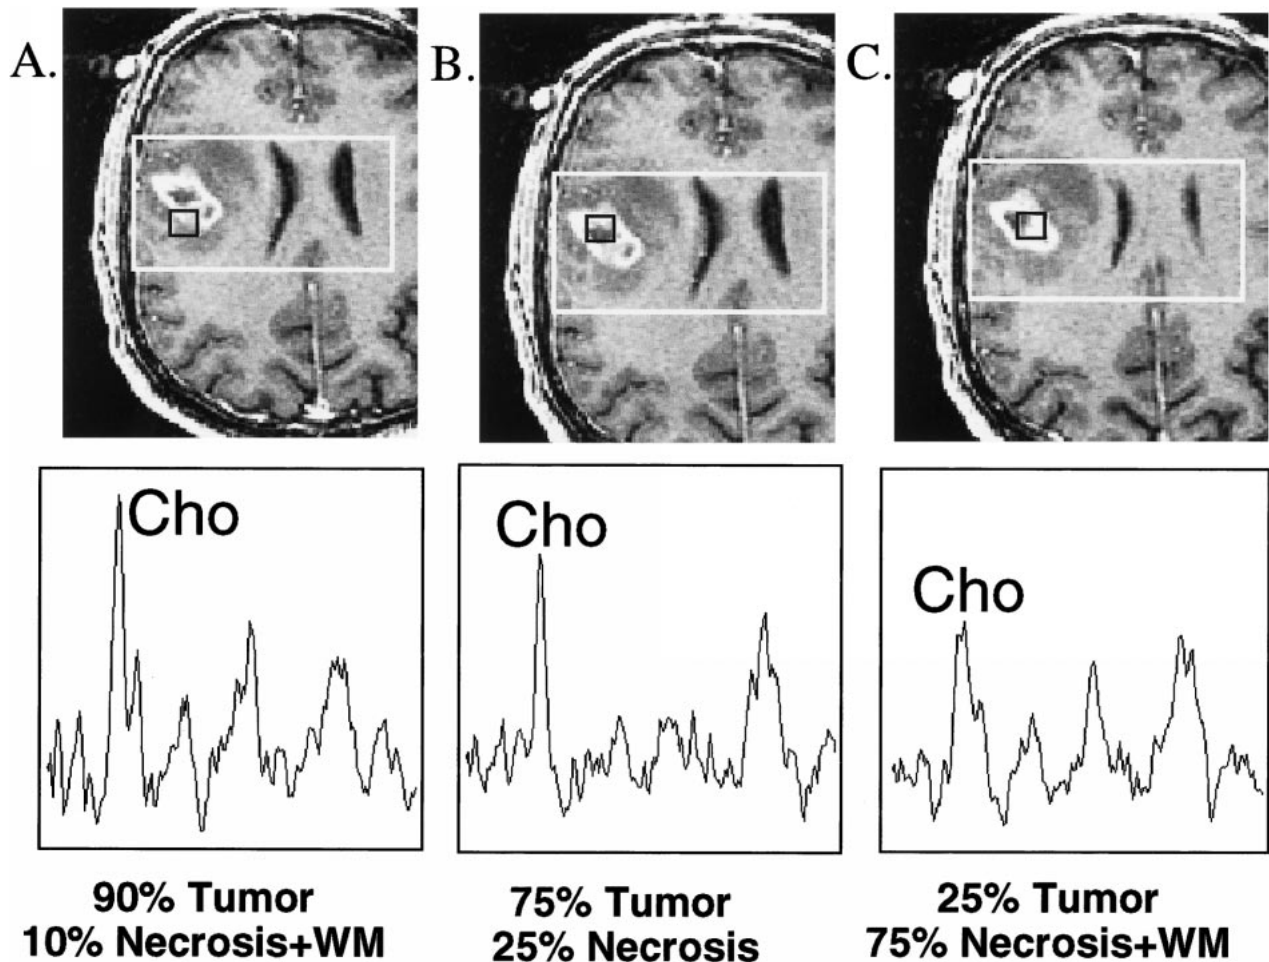 A.
B.
C.
Cho
Cho
Cho
90% Tumor
10% Necrosis+WM
75% Tumor
25% Necrosis
25% Tumor
75% Necrosis+WM